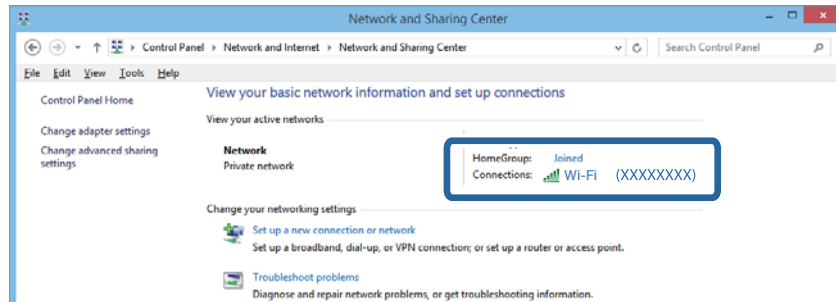 Network and Sharing Center
Control Panel Network and Internet Network and Sharing Center Search Control Panel
File Edit View Tools Help
Control Panel Home
Change adapter settings
Change advanced sharing
settings
View your basic network information and set up connections
View your active networks
Network
Private network
HomeGroup: Joined
Connections: Wi-Fi (XXXXXXXX)
Change your networking settings
Set up a new connection or network
Set up a broadband, dial-up, or VPN connection; or set up a router or access point.
Troubleshoot problems
Diagnose and repair network problems, or get troubleshooting information.